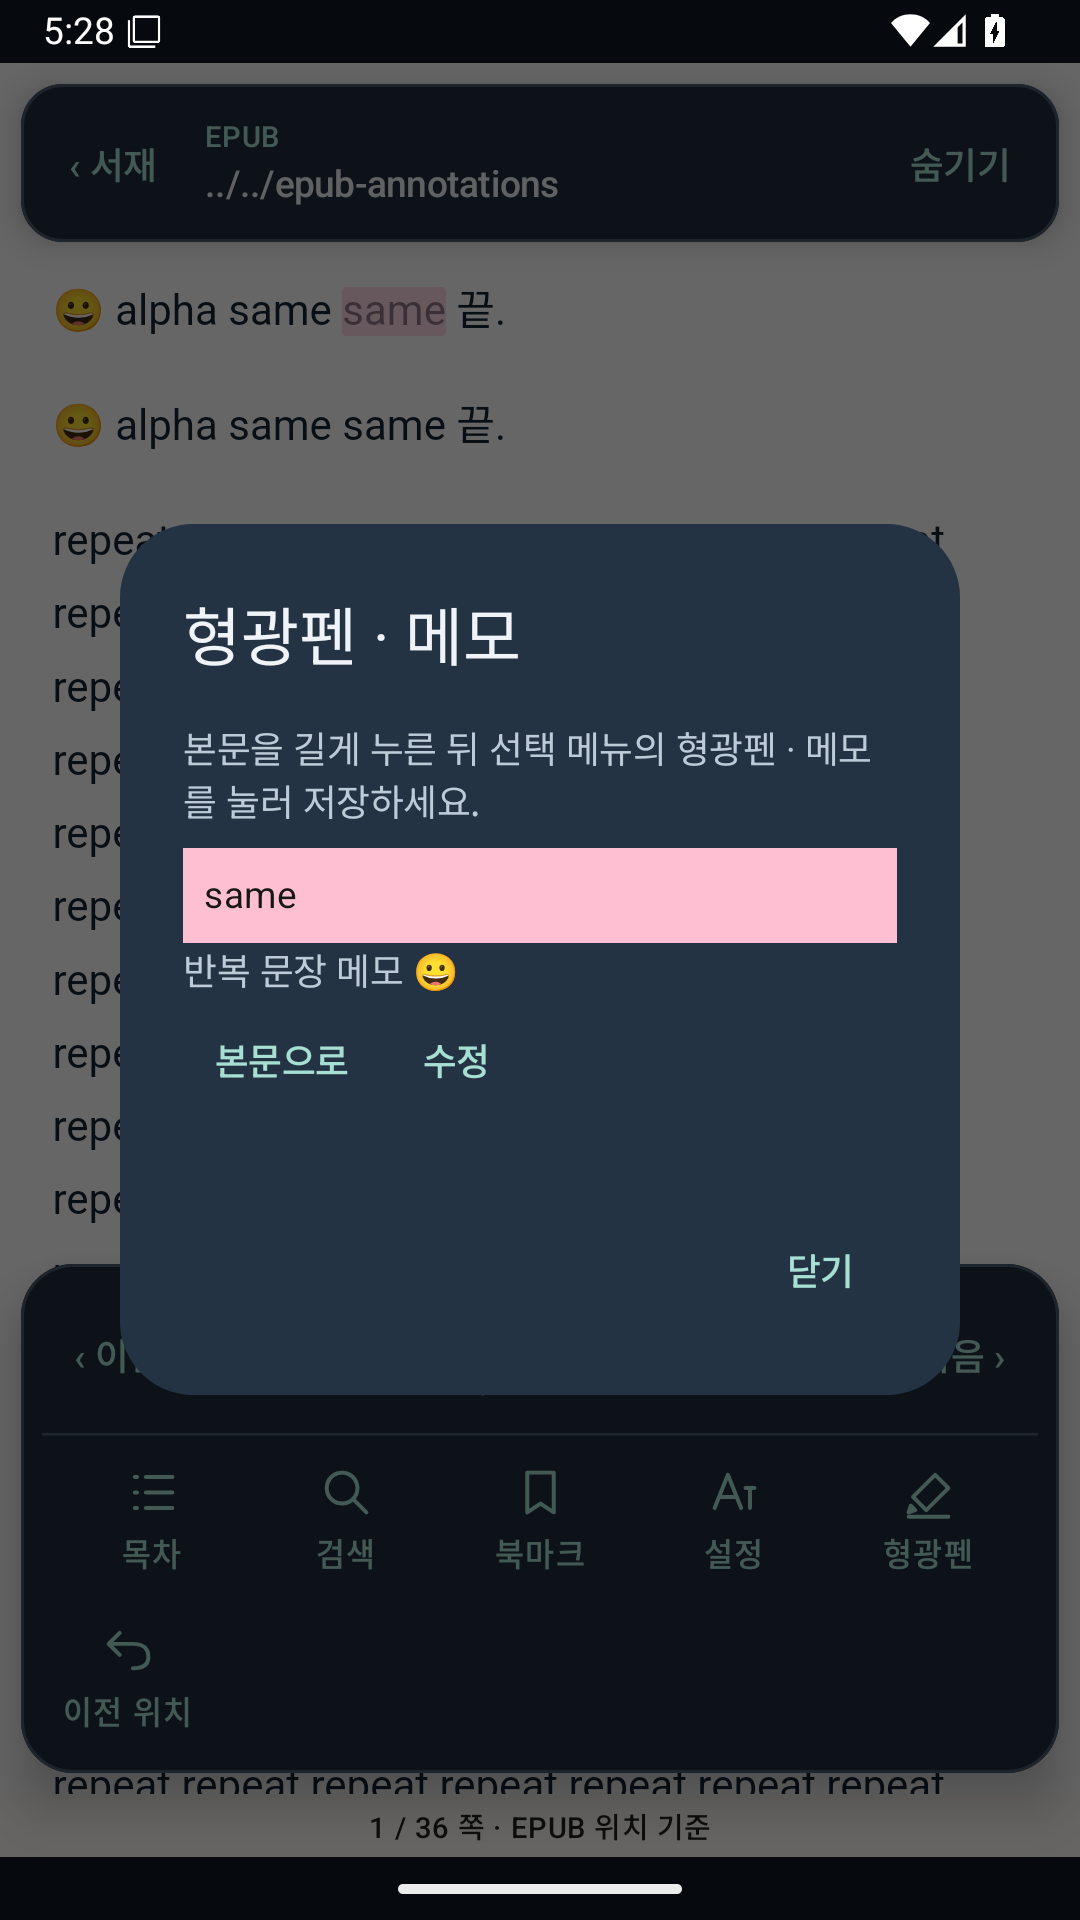 5:28
‹ 서재
EPUB
../../epub-annotations
숨기기
😀 alpha same same 끝.
😀 alpha same same 끝.
형광펜 · 메모
본문을 길게 누른 뒤 선택 메뉴의 형광펜 · 메모
를 눌러 저장하세요.
same
반복 문장 메모 😀
본문으로
수정
닫기
목차
검색
북마크
설정
형광펜
이전 위치
repeat repeat repeat repeat repeat repeat repeat
1 / 36 쪽 · EPUB 위치 기준